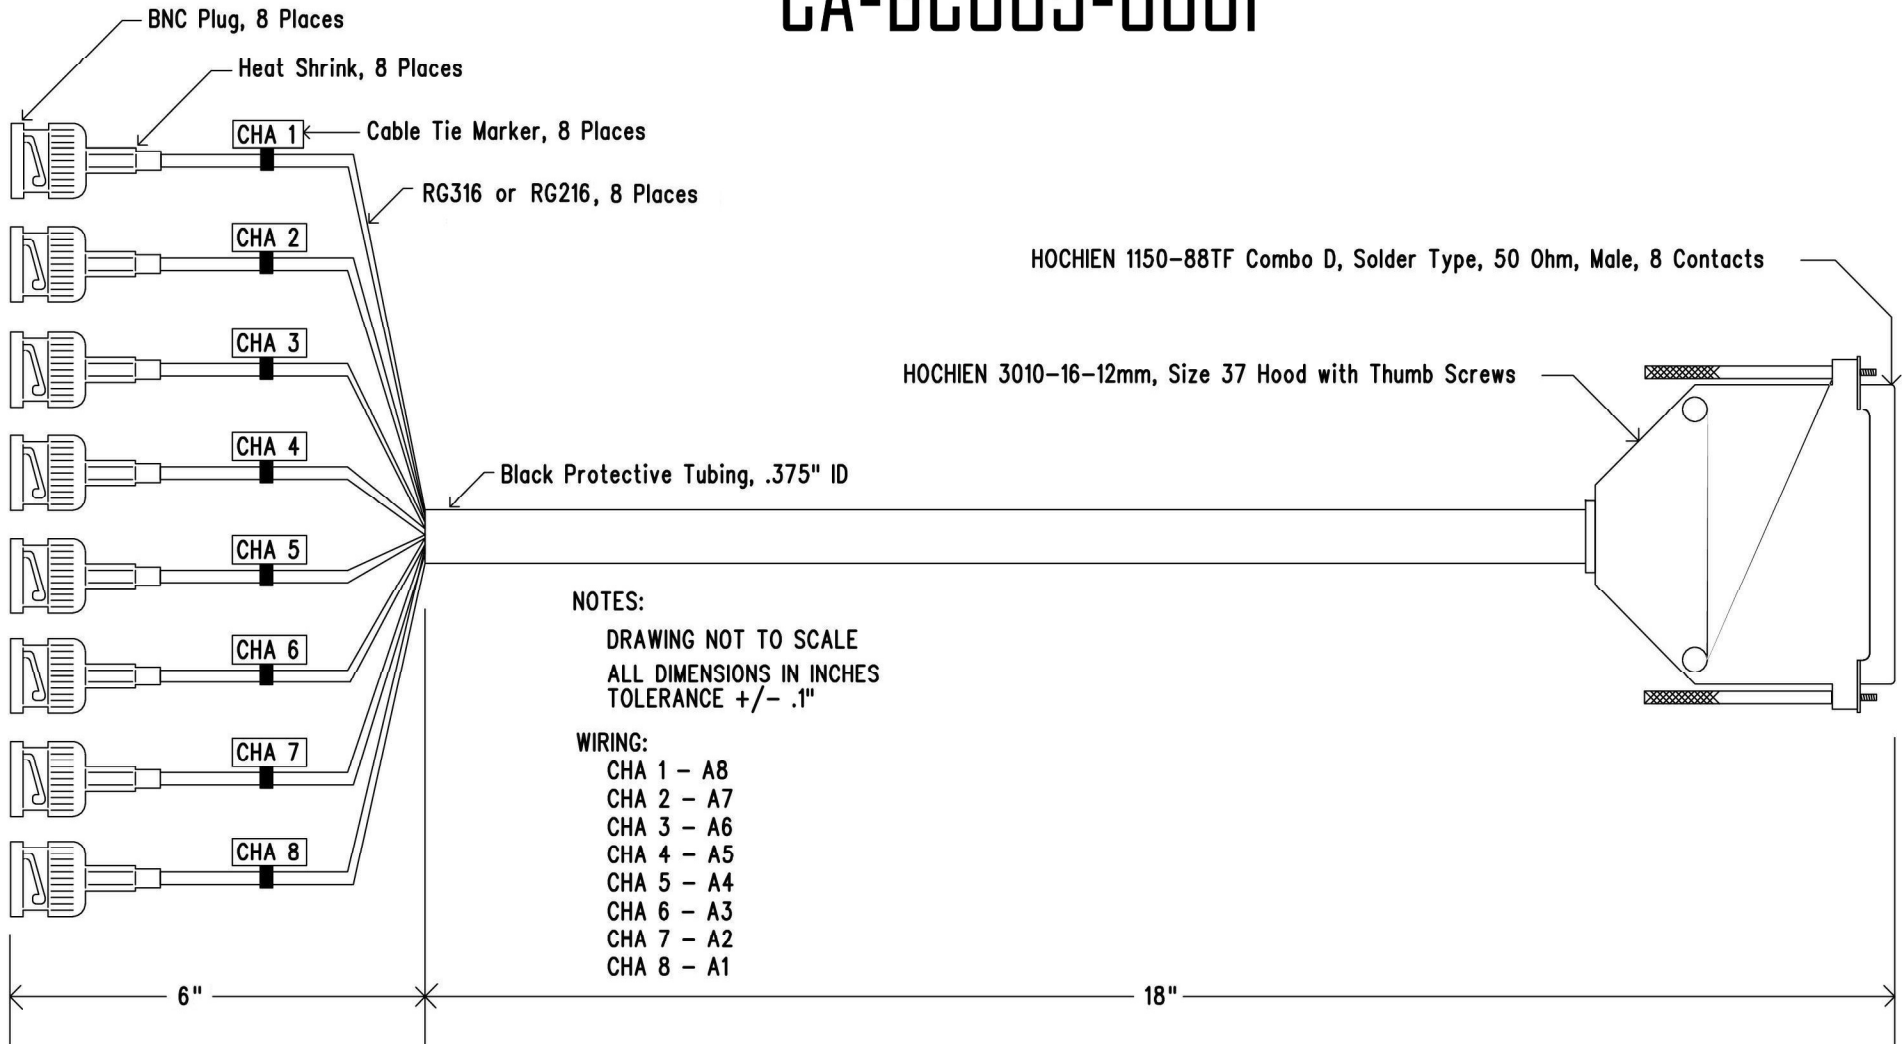 BNC Plug, 8 Places
Heat Shrink, 8 Places
CHA 1
Cable Tie Marker, 8 Places
RG316 or RG216, 8 Places
CHA 2
HOCHIEN 1150-88TF Combo D, Solder Type, 50 Ohm, Male, 8 Contacts
CHA 3
HOCHIEN 3010-16-12mm, Size 37 Hood with Thumb Screws
CHA 4
Black Protective Tubing, .375" ID
CHA 5
NOTES:
DRAWING NOT TO SCALE
ALL DIMENSIONS IN INCHES
TOLERANCE +/- .1"
CHA 6
WIRING:
CHA 1 - A8
CHA 2 - A7
CHA 3 - A6
CHA 4 - A5
CHA 5 - A4
CHA 6 - A3
CHA 7 - A2
CHA 8 - A1
CHA 7
CHA 8
6"
18"